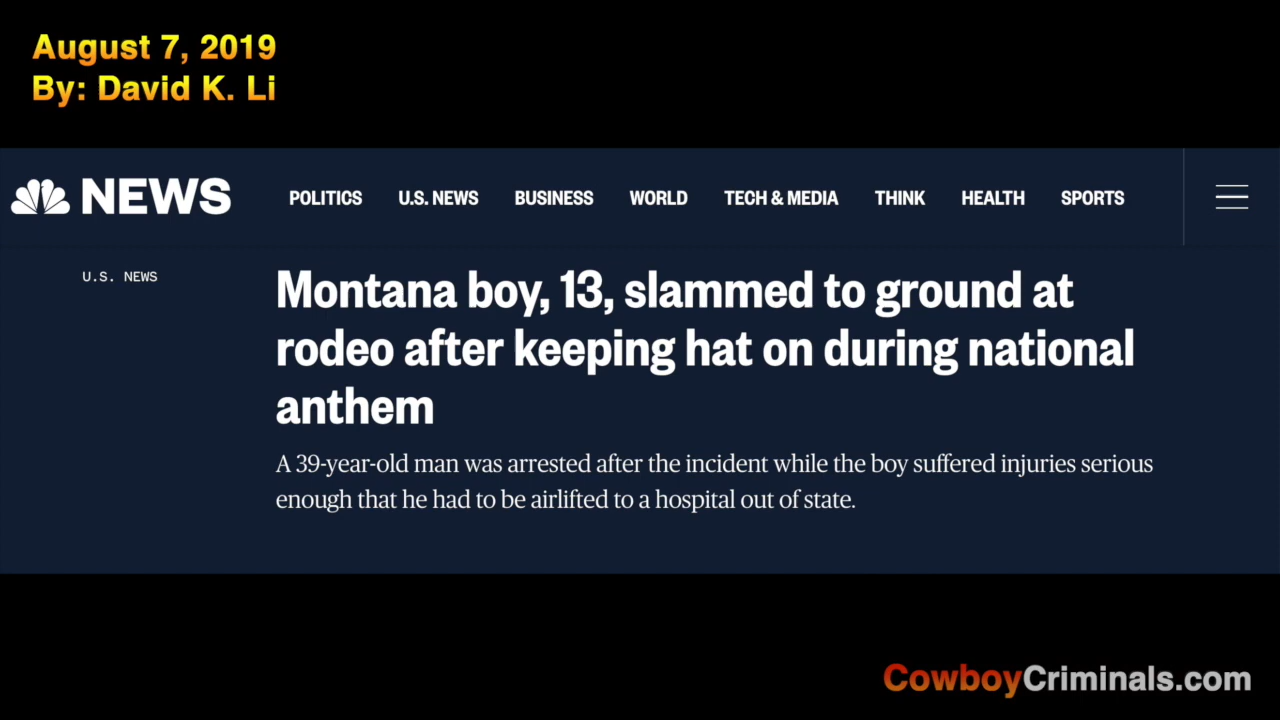 August 7, 2019
By: David K. Li
NEWS POLITICS U.S. NEWS BUSINESS WORLD TECH & MEDIA THINK HEALTH SPORTS
U.S. NEWS
Montana boy, 13, slammed to ground at
rodeo after keeping hat on during national
anthem
A 39-year-old man was arrested after the incident while the boy suffered injuries serious
enough that he had to be airlifted to a hospital out of state.
CowboyCriminals.com